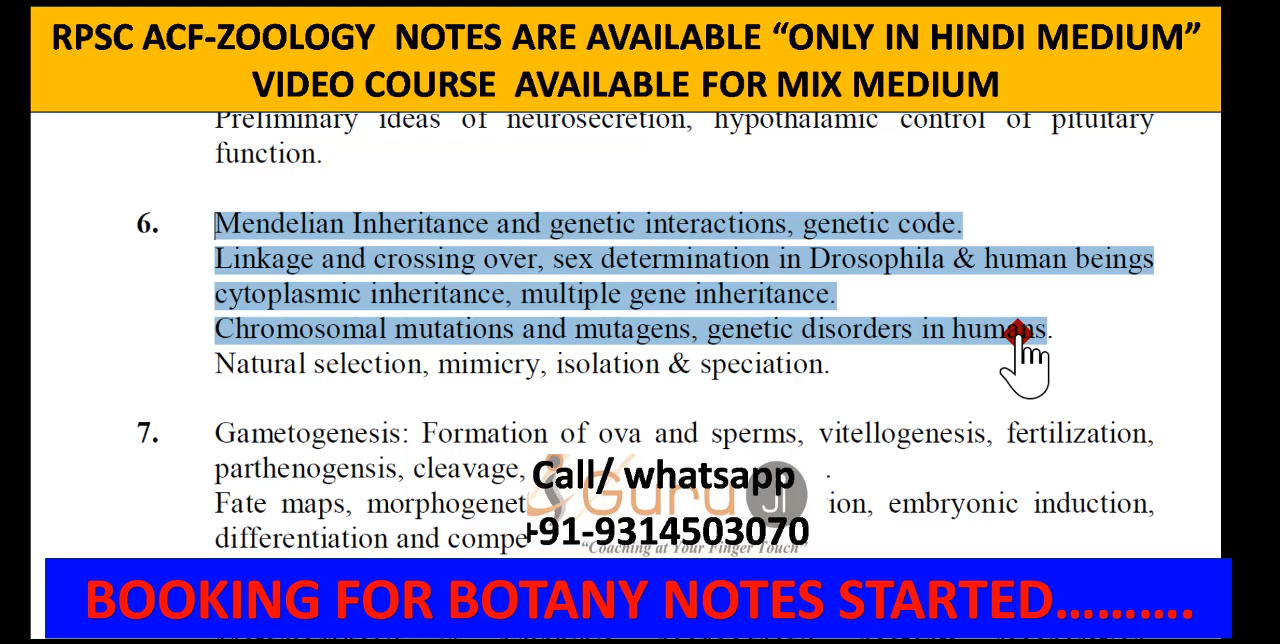 RPSC ACF-ZOOLOGY NOTES ARE AVAILABLE “ONLY IN HINDI MEDIUM”
VIDEO COURSE AVAILABLE FOR MIX MEDIUM
Preliminary ideas of neurosecretion, hypothalamic control of pituitary
function.
6. Mendelian Inheritance and genetic interactions, genetic code.
Linkage and crossing over, sex determination in Drosophila & human beings
cytoplasmic inheritance, multiple gene inheritance.
Chromosomal mutations and mutagens, genetic disorders in humans.
Natural selection, mimicry, isolation & speciation.
7. Gametogenesis: Formation of ova and sperms, vitellogenesis, fertilization,
parthenogensis, cleavage,
Call/ whatsapp
Guru JI
Fate maps, embryonic induction,
differentiation and
+91-9314503070
“Coaching at Your Finger Touch”
BOOKING FOR BOTANY NOTES STARTED……….